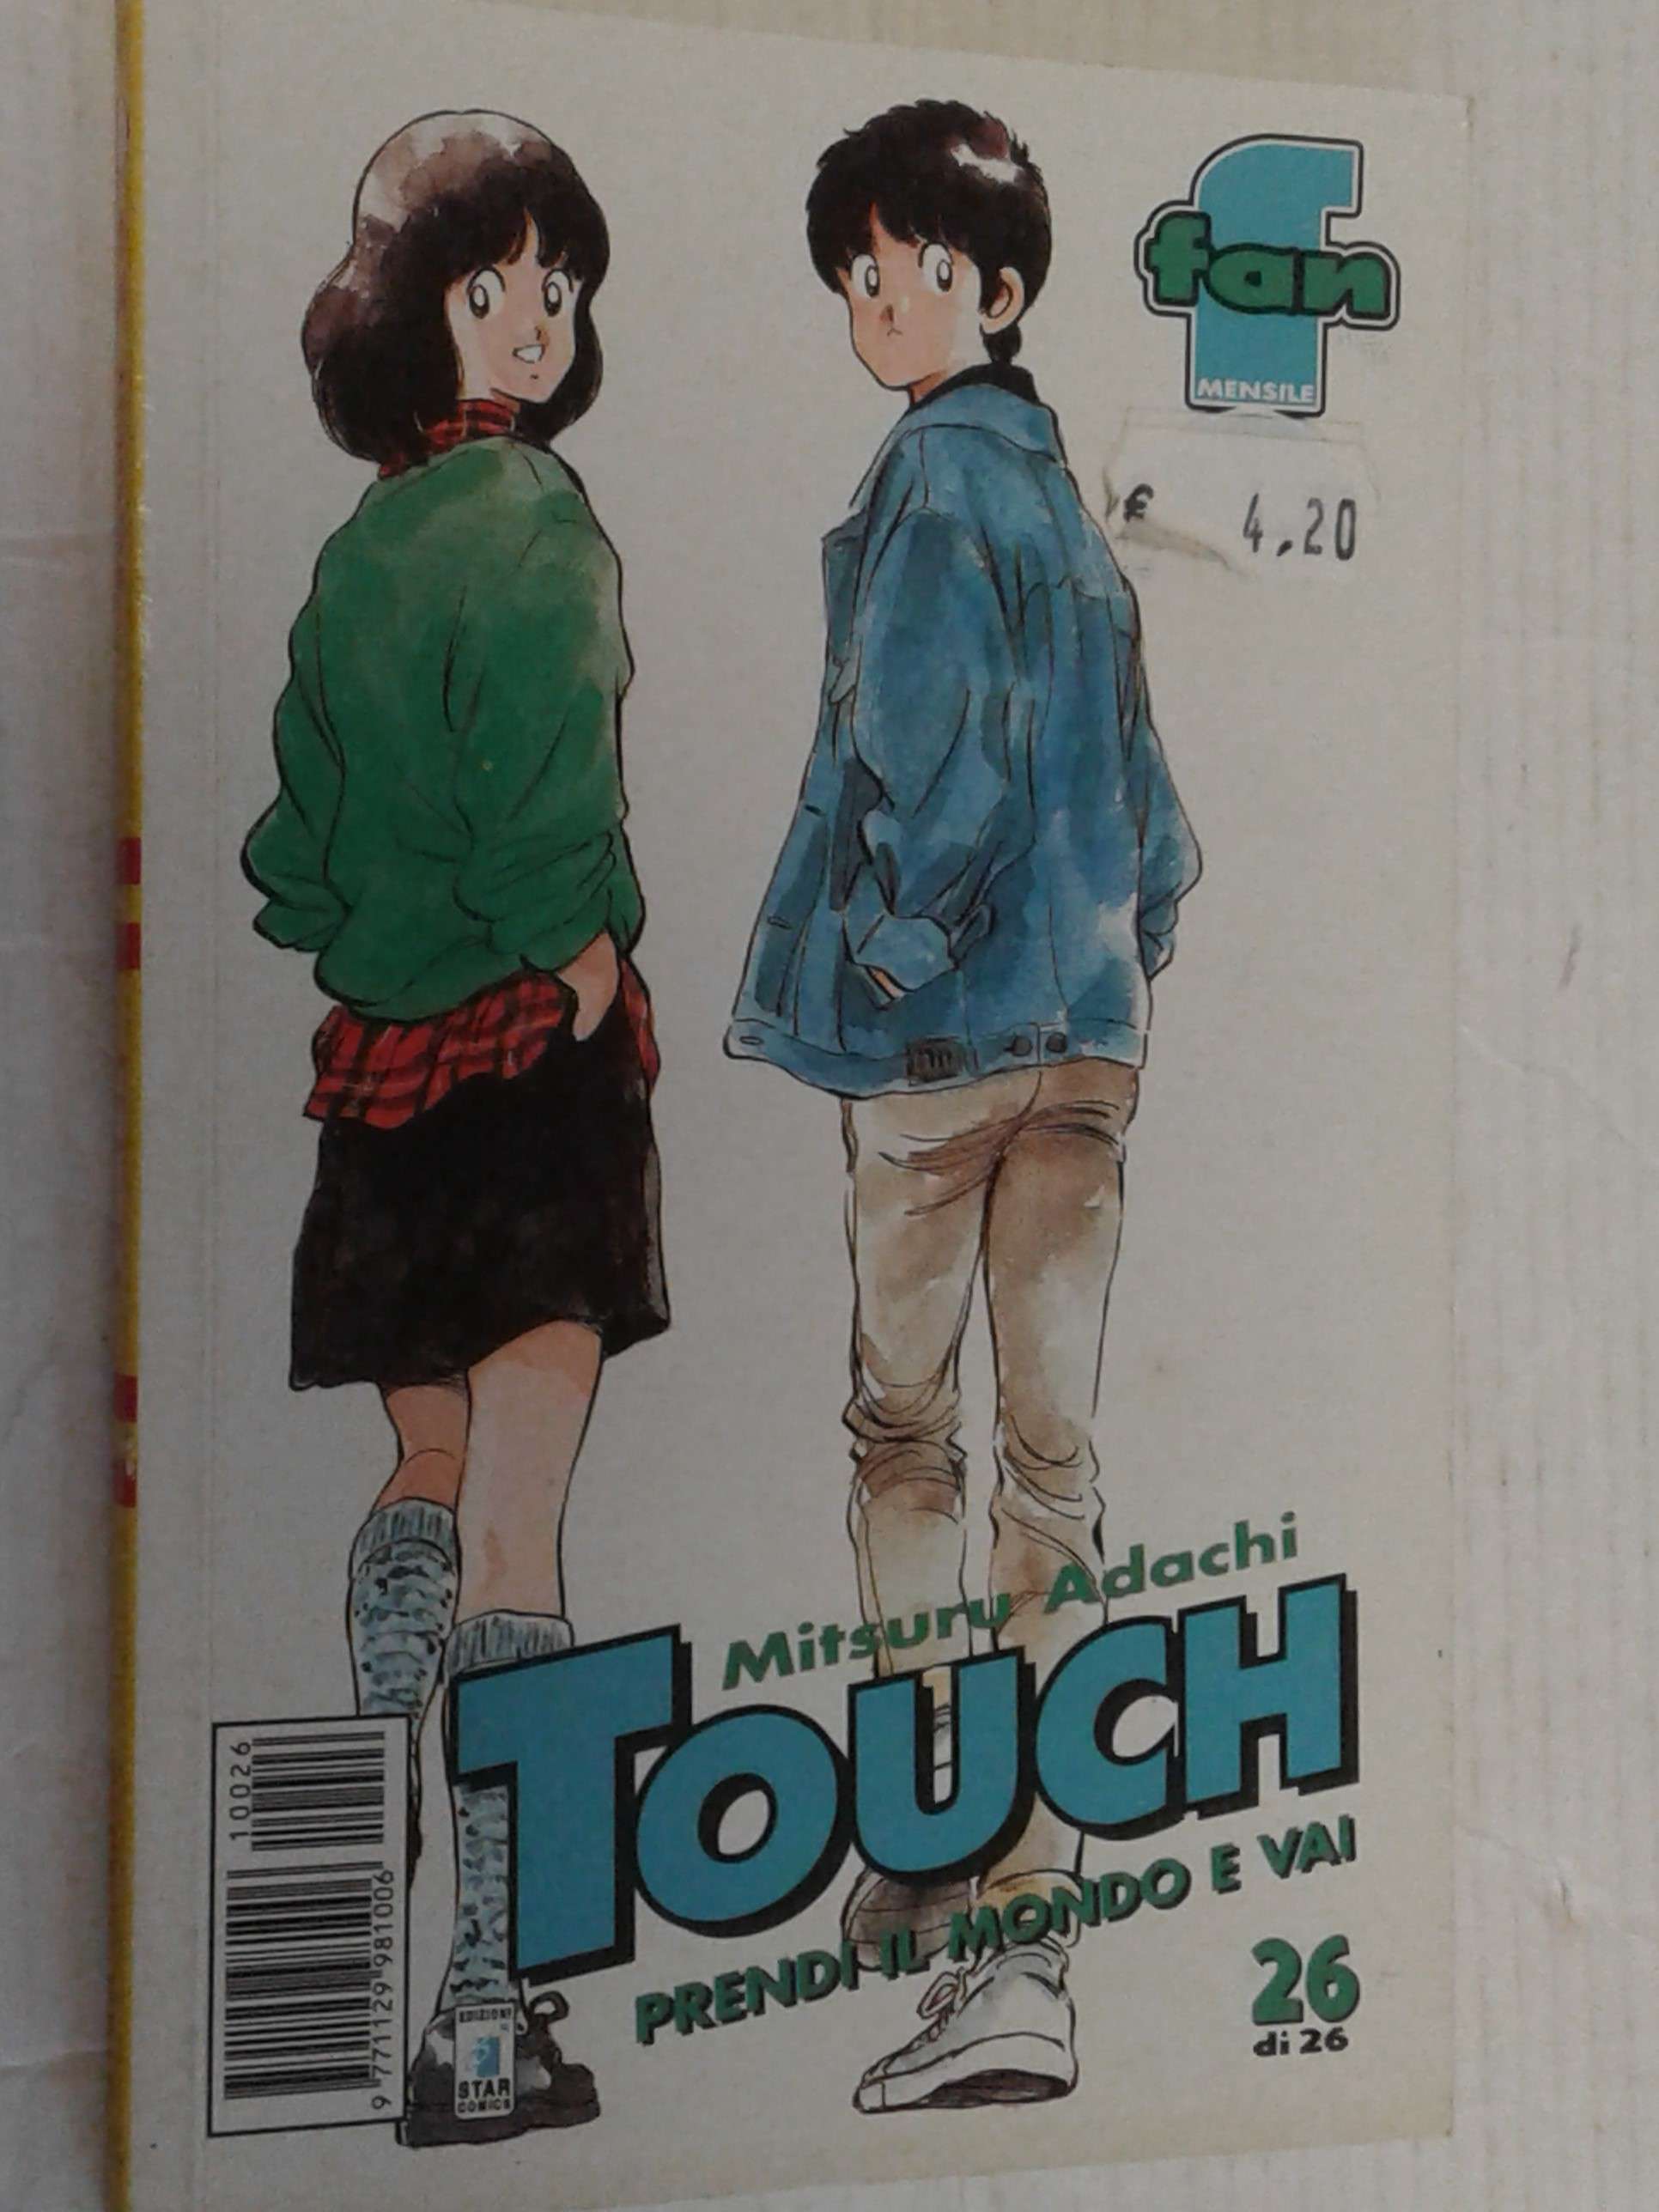 fan
MENSILE
€ 4,20
Mitsuru Adachi
TOUCH
PRENDI IL MONDO E VAI
26
di 26
10026
9 771129 981006
EDIZIONI
STAR
COMICS